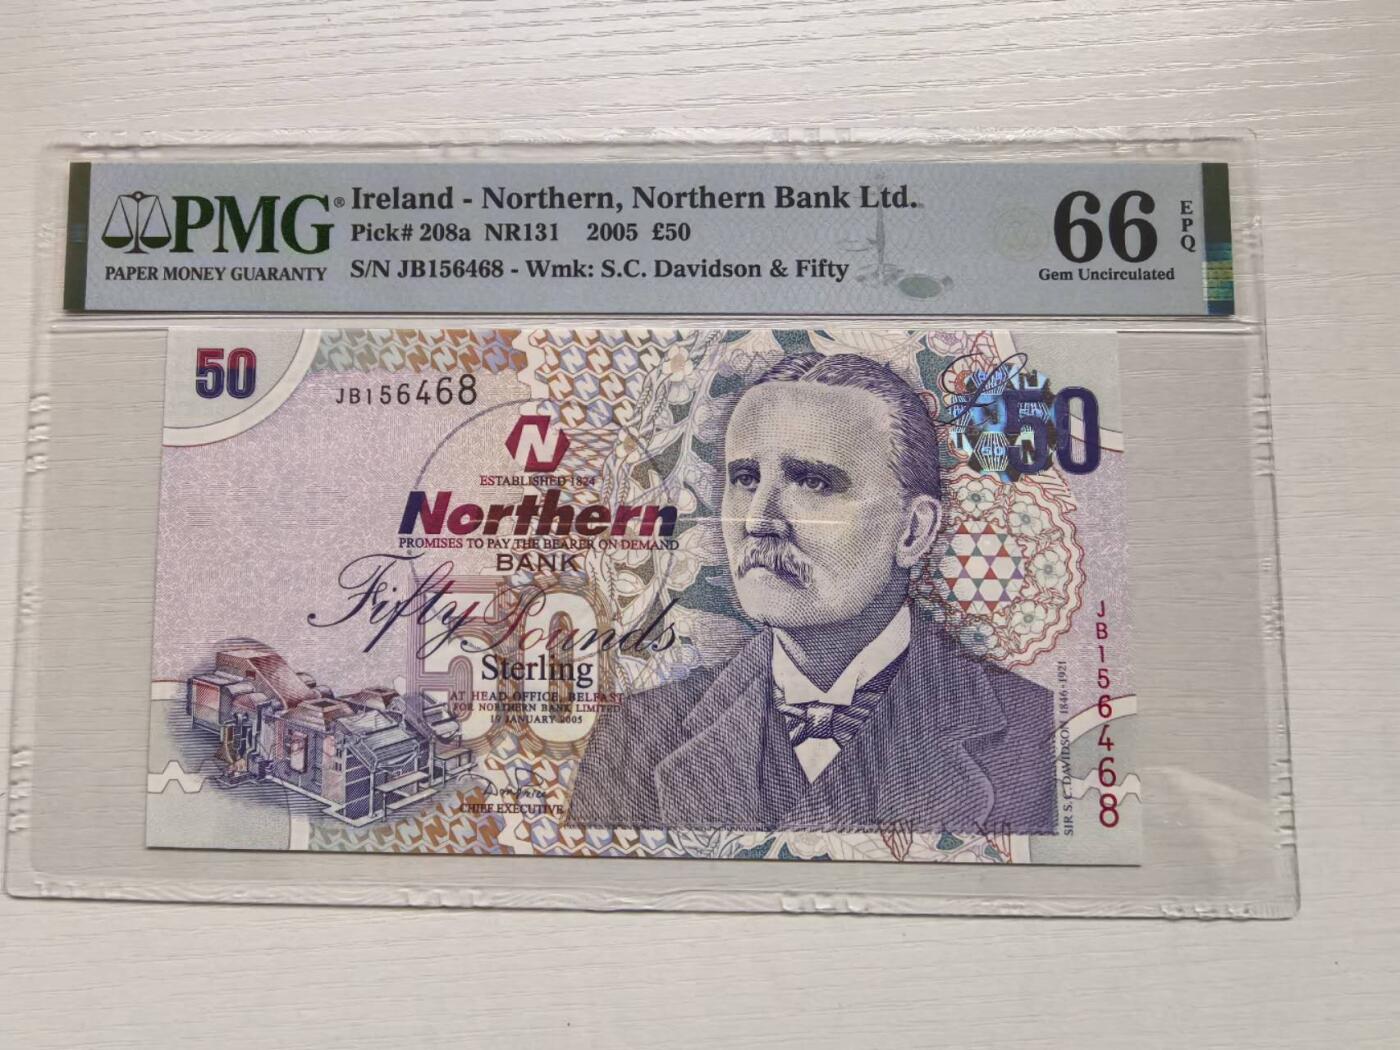 PMG®
PAPER MONEY GUARANTY
Ireland - Northern, Northern Bank Ltd.
Pick# 208a NR131 2005 £50
S/N JB156468 - Wmk: S.C. Davidson & Fifty
66
EPQ
Gem Uncirculated
50
JB156468
N
ESTABLISHED 1824
Northern
PROMISES TO PAY THE BEARER ON DEMAND
BANK
Fifty Pounds
50
Sterling
AT HEAD OFFICE, BELFAST
FOR NORTHERN BANK LIMITED
19 JANUARY 2005
CHIEF EXECUTIVE
£50
50
SIR S.C. DAVIDSON 1846-1921
JB156468